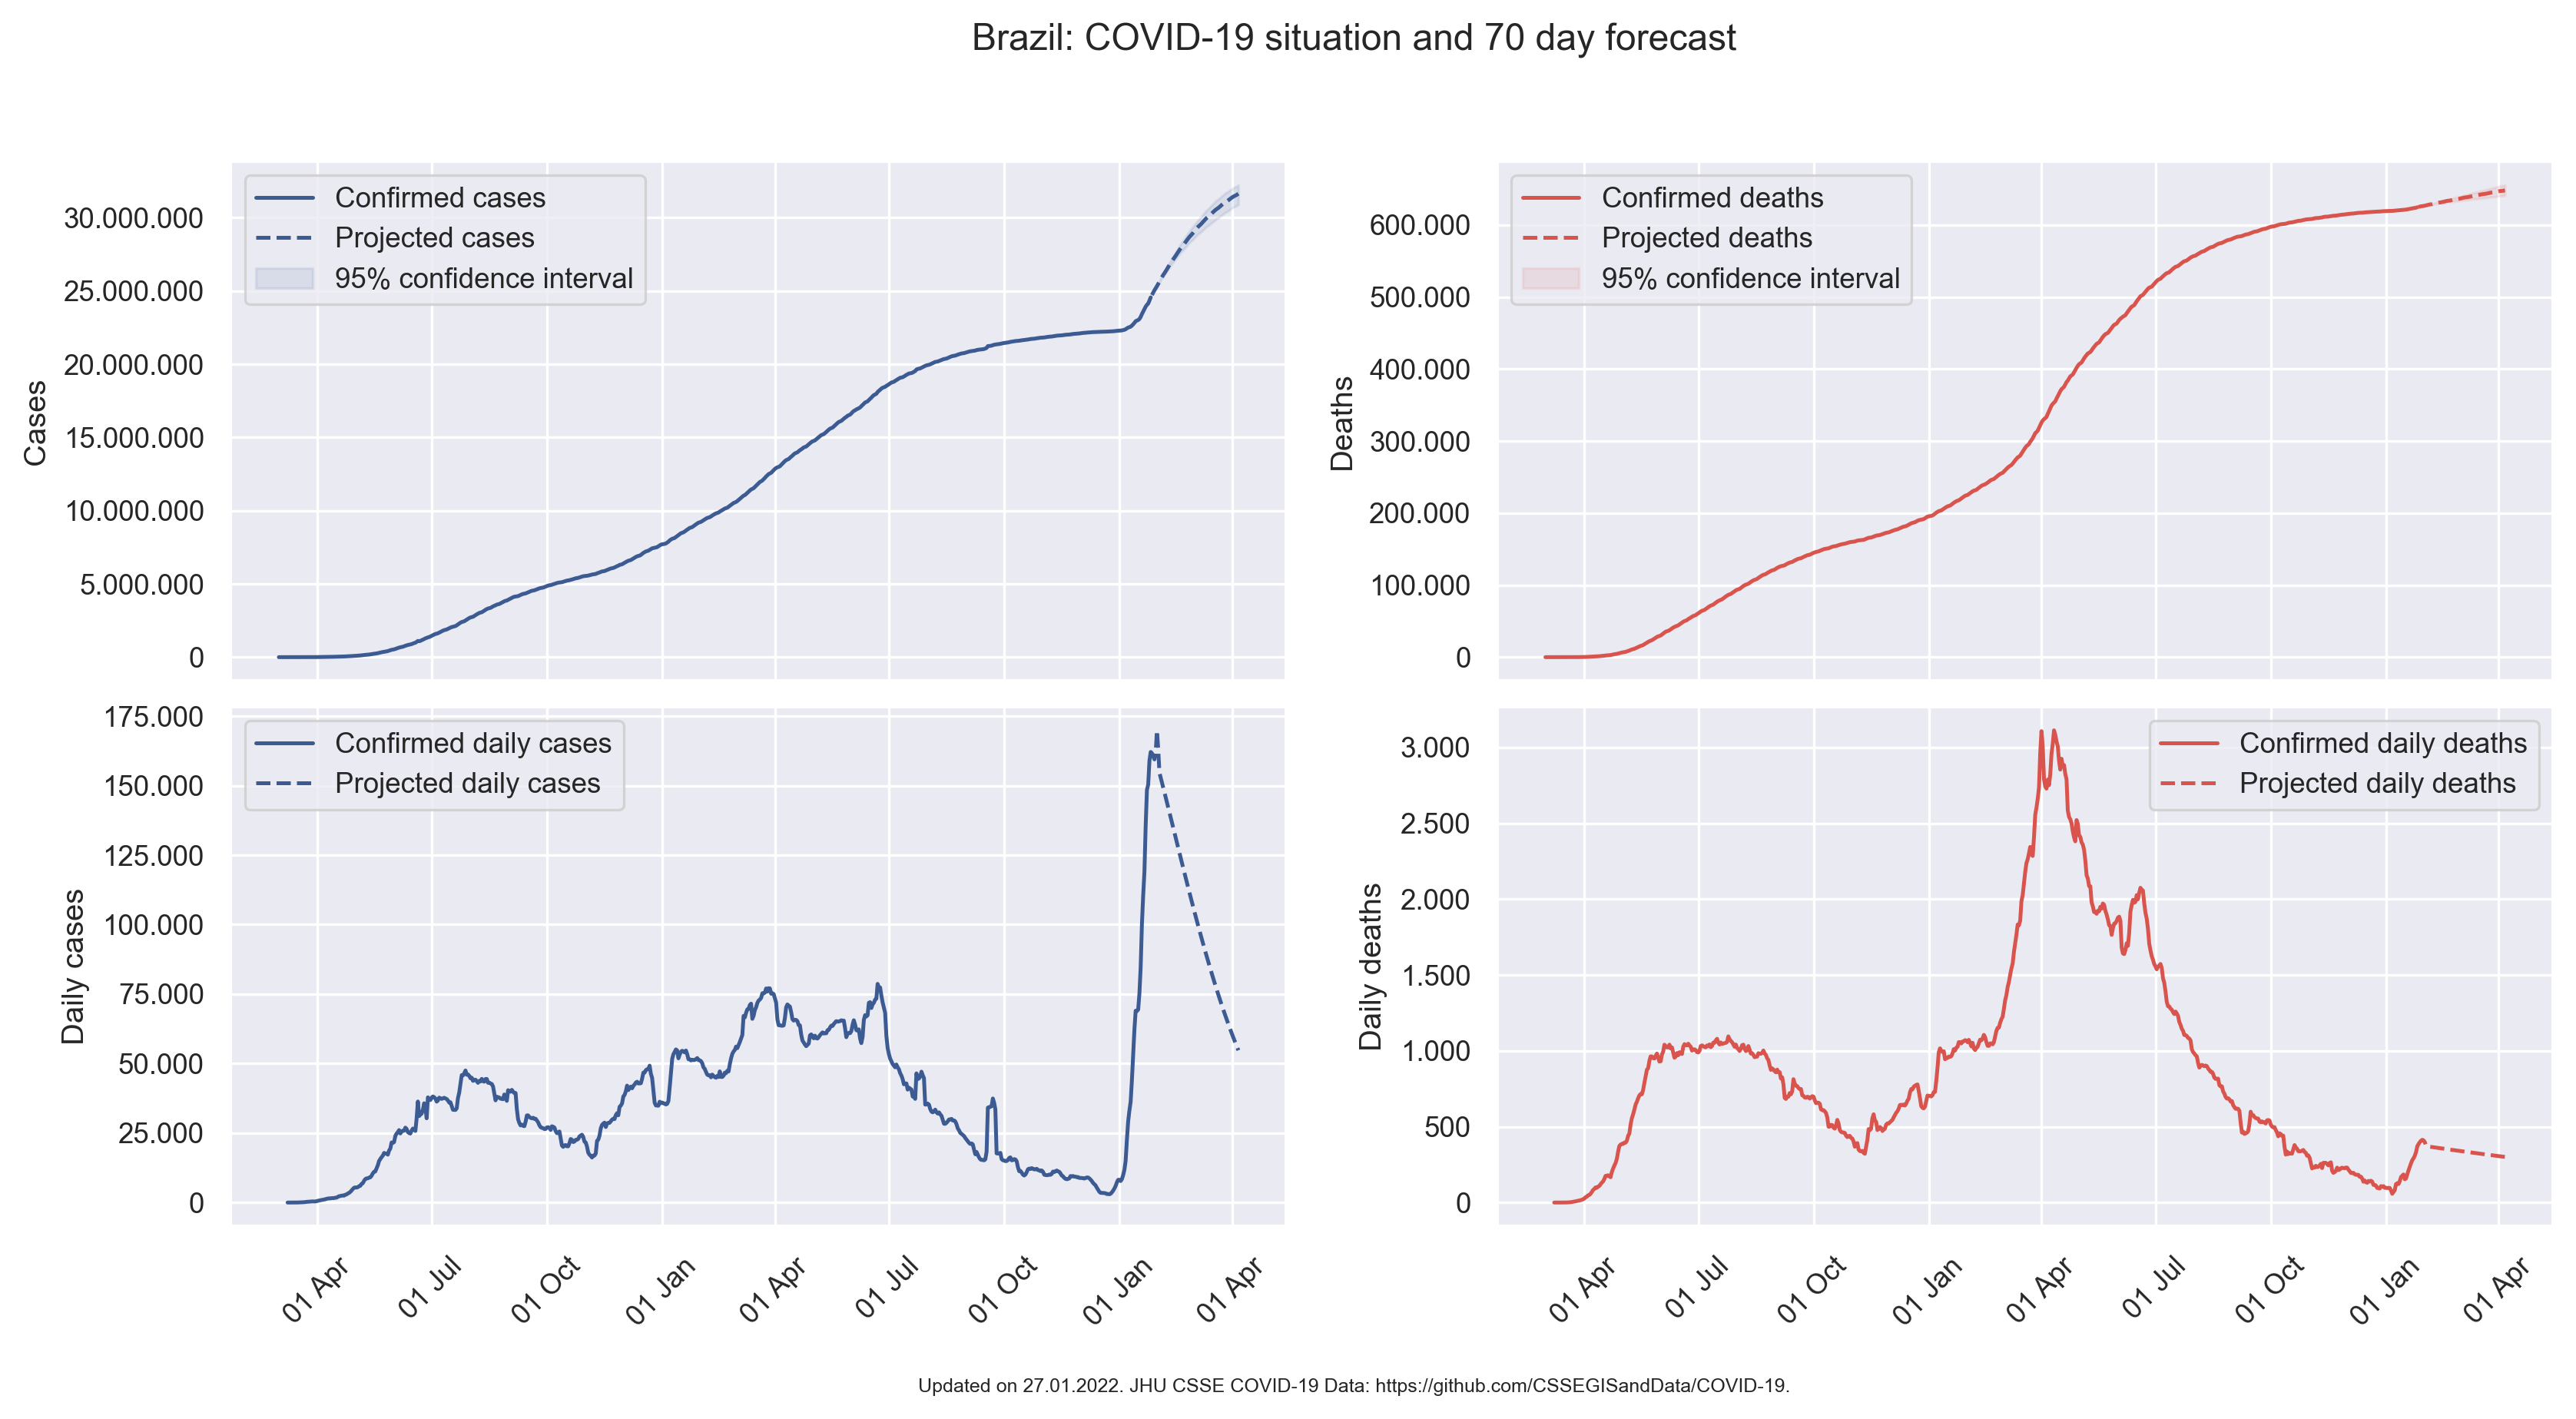 Brazil: COVID-19 situation and 70 day forecast
Confirmed cases
Projected cases
95% confidence interval
30.000.000
25.000.000
20.000.000
15.000.000
10.000.000
5.000.000
0
Cases
Confirmed deaths
Projected deaths
95% confidence interval
600.000
500.000
400.000
300.000
200.000
100.000
0
Deaths
Confirmed daily cases
Projected daily cases
175.000
150.000
125.000
100.000
75.000
50.000
25.000
0
Daily cases
01 Apr
01 Jul
01 Oct
01 Jan
01 Apr
01 Jul
01 Oct
01 Jan
01 Apr
Confirmed daily deaths
Projected daily deaths
3.000
2.500
2.000
1.500
1.000
500
0
Daily deaths
01 Apr
01 Jul
01 Oct
01 Jan
01 Apr
01 Jul
01 Oct
01 Jan
01 Apr
Updated on 27.01.2022. JHU CSSE COVID-19 Data: https://github.com/CSSEGISandData/COVID-19.